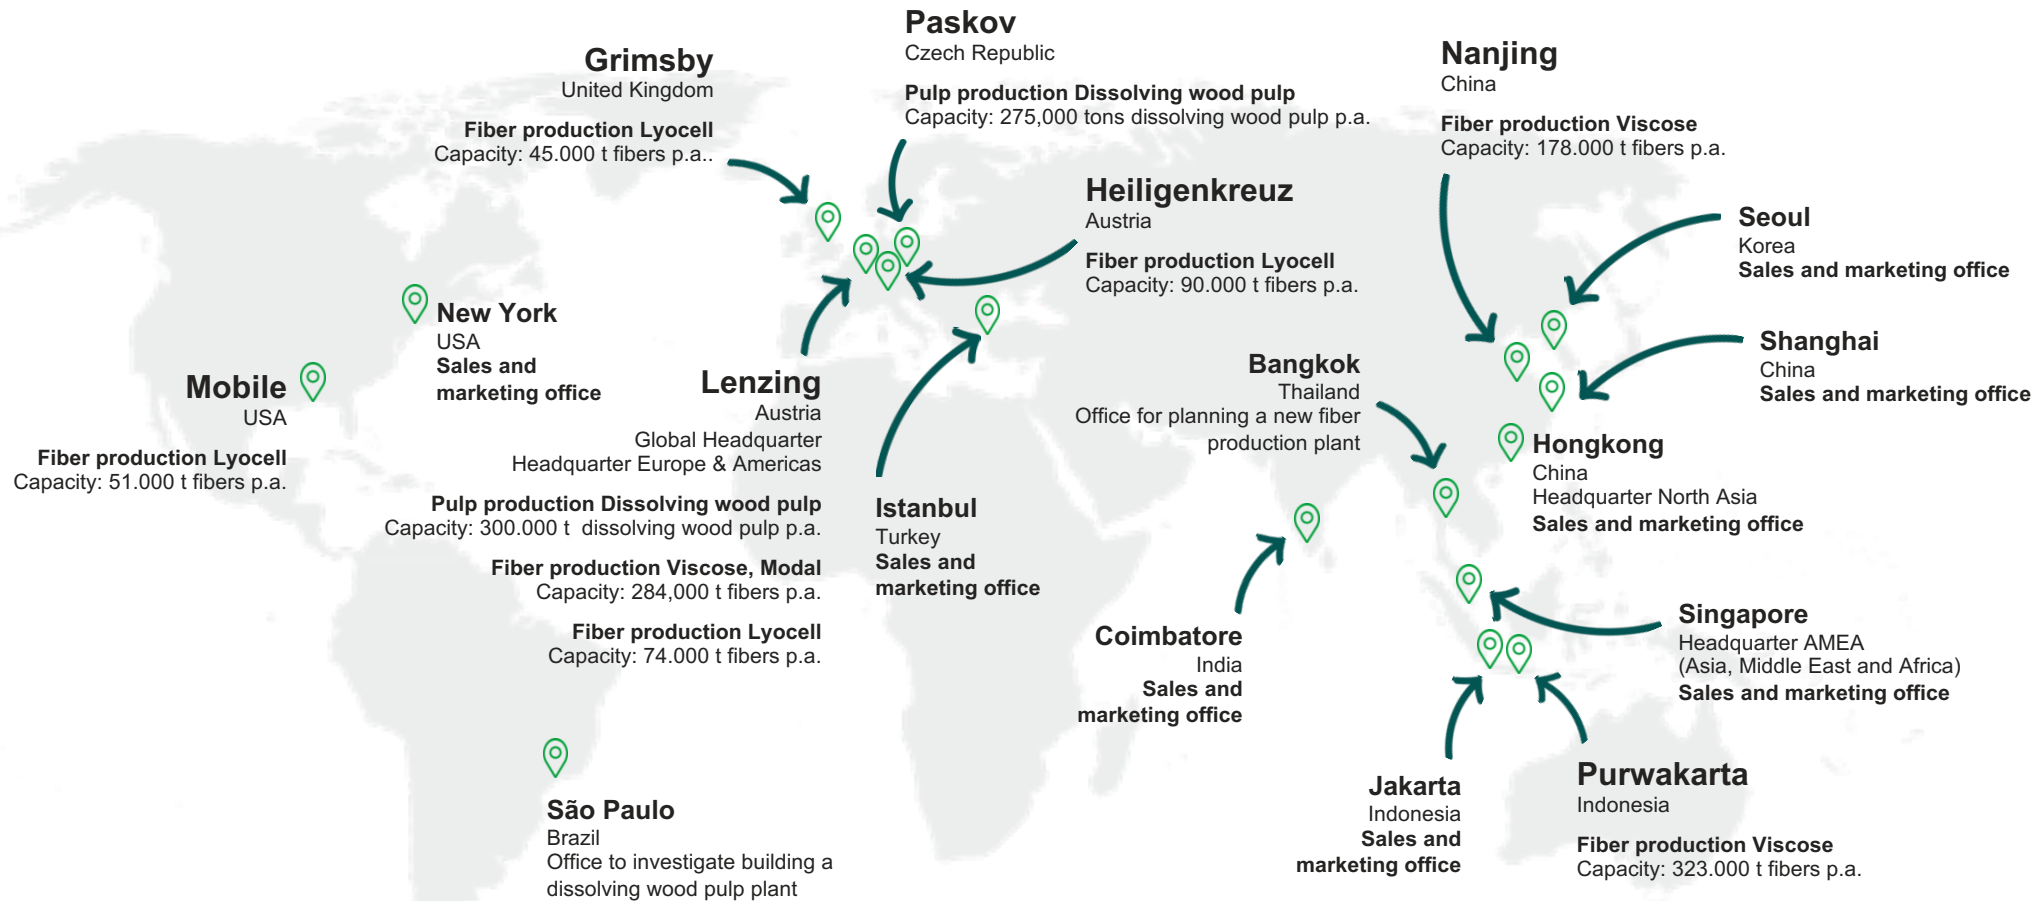 Paskov
Czech Republic
Pulp production Dissolving wood pulp
Capacity: 275,000 tons dissolving wood pulp p.a.
Grimsby
United Kingdom
Fiber production Lyocell
Capacity: 45.000 t fibers p.a..
Nanjing
China
Fiber production Viscose
Capacity: 178.000 t fibers p.a.
Heiligenkreuz
Austria
Fiber production Lyocell
Capacity: 90.000 t fibers p.a.
Seoul
Korea
Sales and marketing office
New York
USA
Sales and
marketing office
Shanghai
China
Sales and marketing office
Mobile
USA
Fiber production Lyocell
Capacity: 51.000 t fibers p.a.
Lenzing
Austria
Global Headquarter
Headquarter Europe & Americas
Pulp production Dissolving wood pulp
Capacity: 300.000 t  dissolving wood pulp p.a.
Fiber production Viscose, Modal
Capacity: 284,000 t fibers p.a.
Fiber production Lyocell
Capacity: 74.000 t fibers p.a.
Bangkok
Thailand
Office for planning a new fiber
production plant
Hongkong
China
Headquarter North Asia
Sales and marketing office
Istanbul
Turkey
Sales and
marketing office
Coimbatore
India
Sales and
marketing office
Singapore
Headquarter AMEA
(Asia, Middle East and Africa)
Sales and marketing office
Jakarta
Indonesia
Sales and
marketing office
Purwakarta
Indonesia
Fiber production Viscose
Capacity: 323.000 t fibers p.a.
São Paulo
Brazil
Office to investigate building a
dissolving wood pulp plant